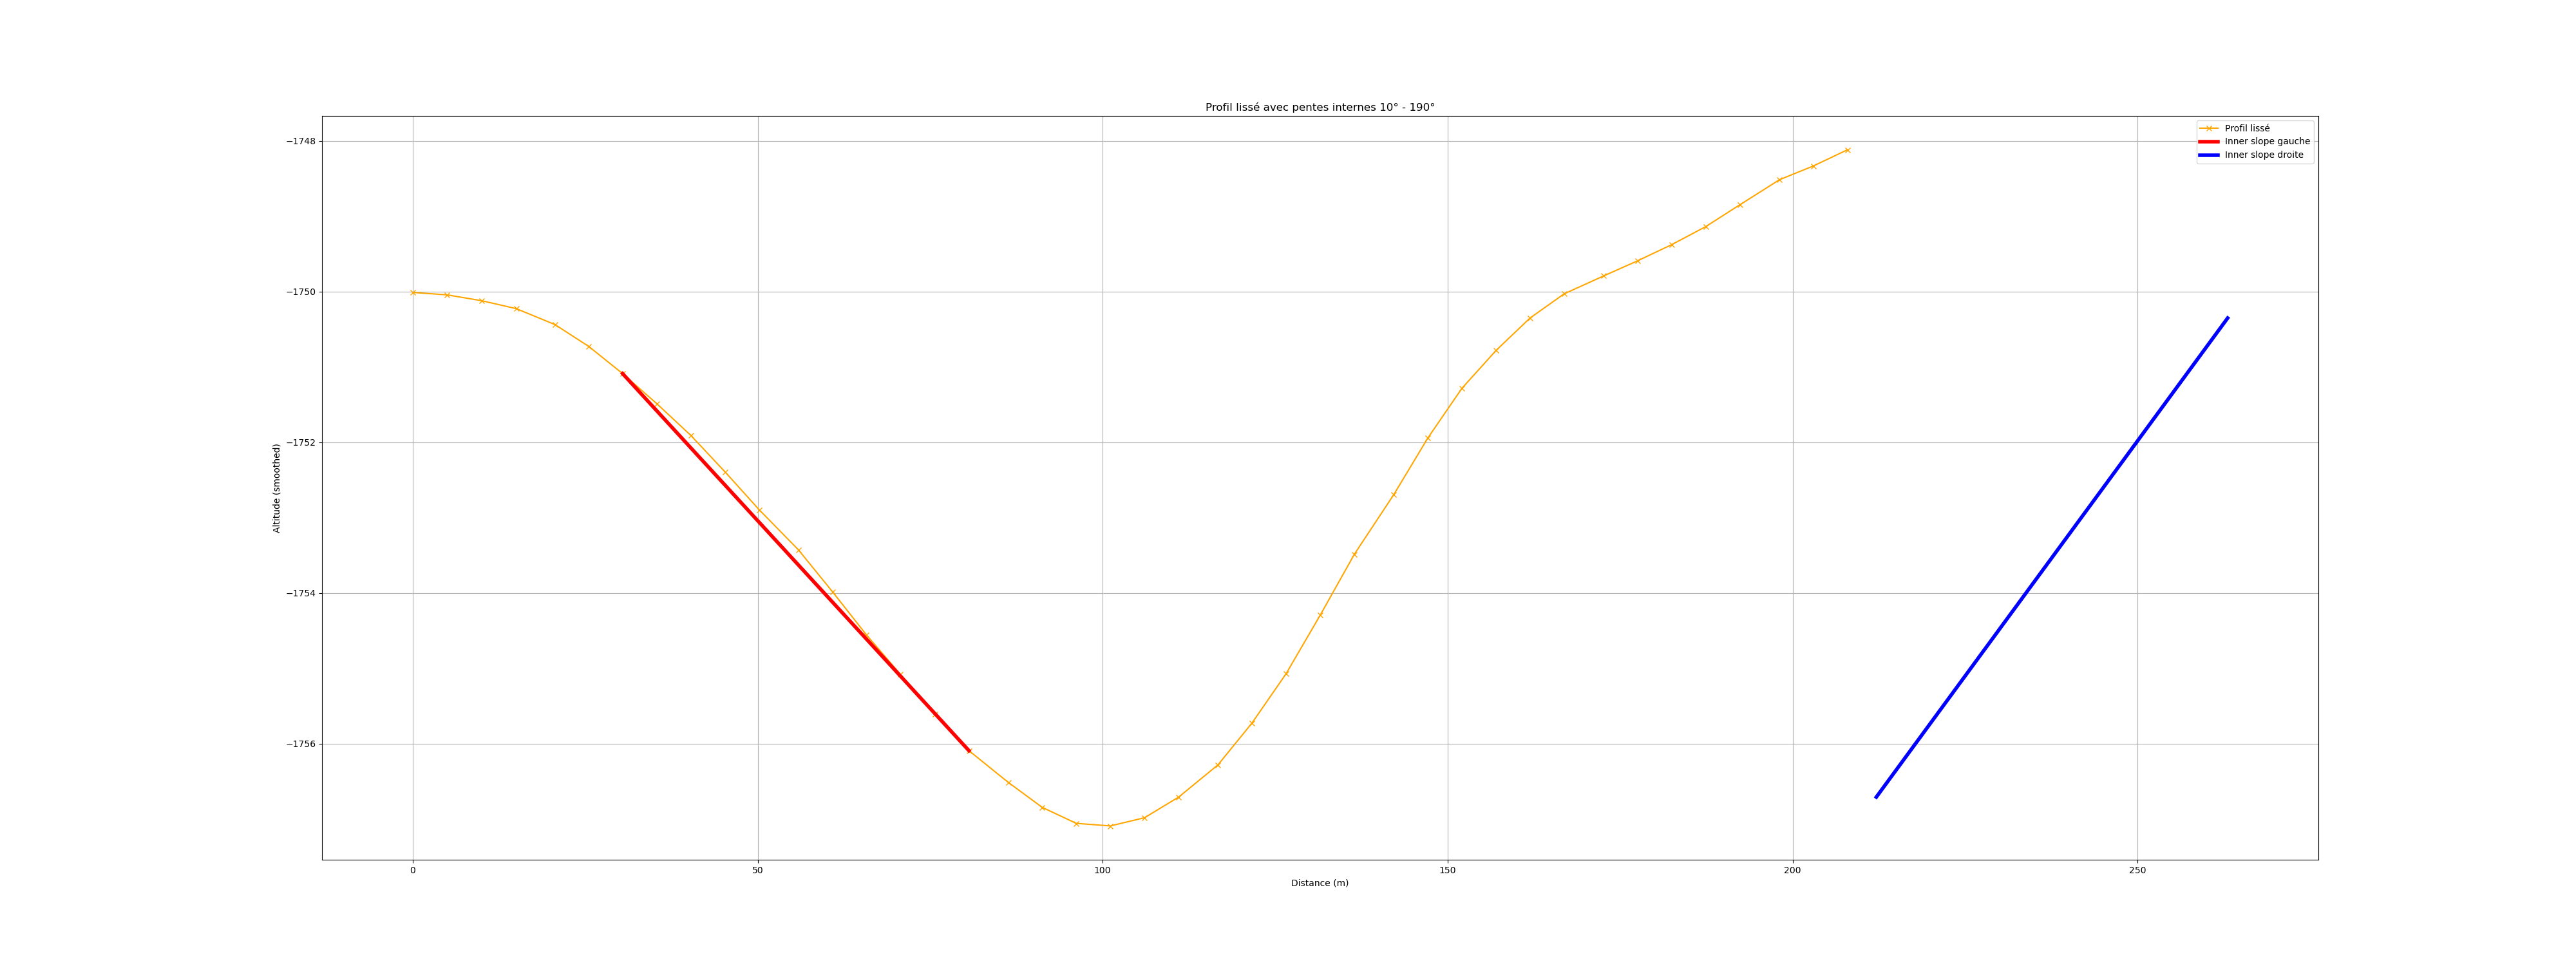 Profil lissé avec pentes internes 10° - 190°
Profil lissé
Inner slope gauche
Inner slope droite
−1748
−1750
−1752
−1754
−1756
Altitude (smoothed)
0
50
100
150
200
250
Distance (m)